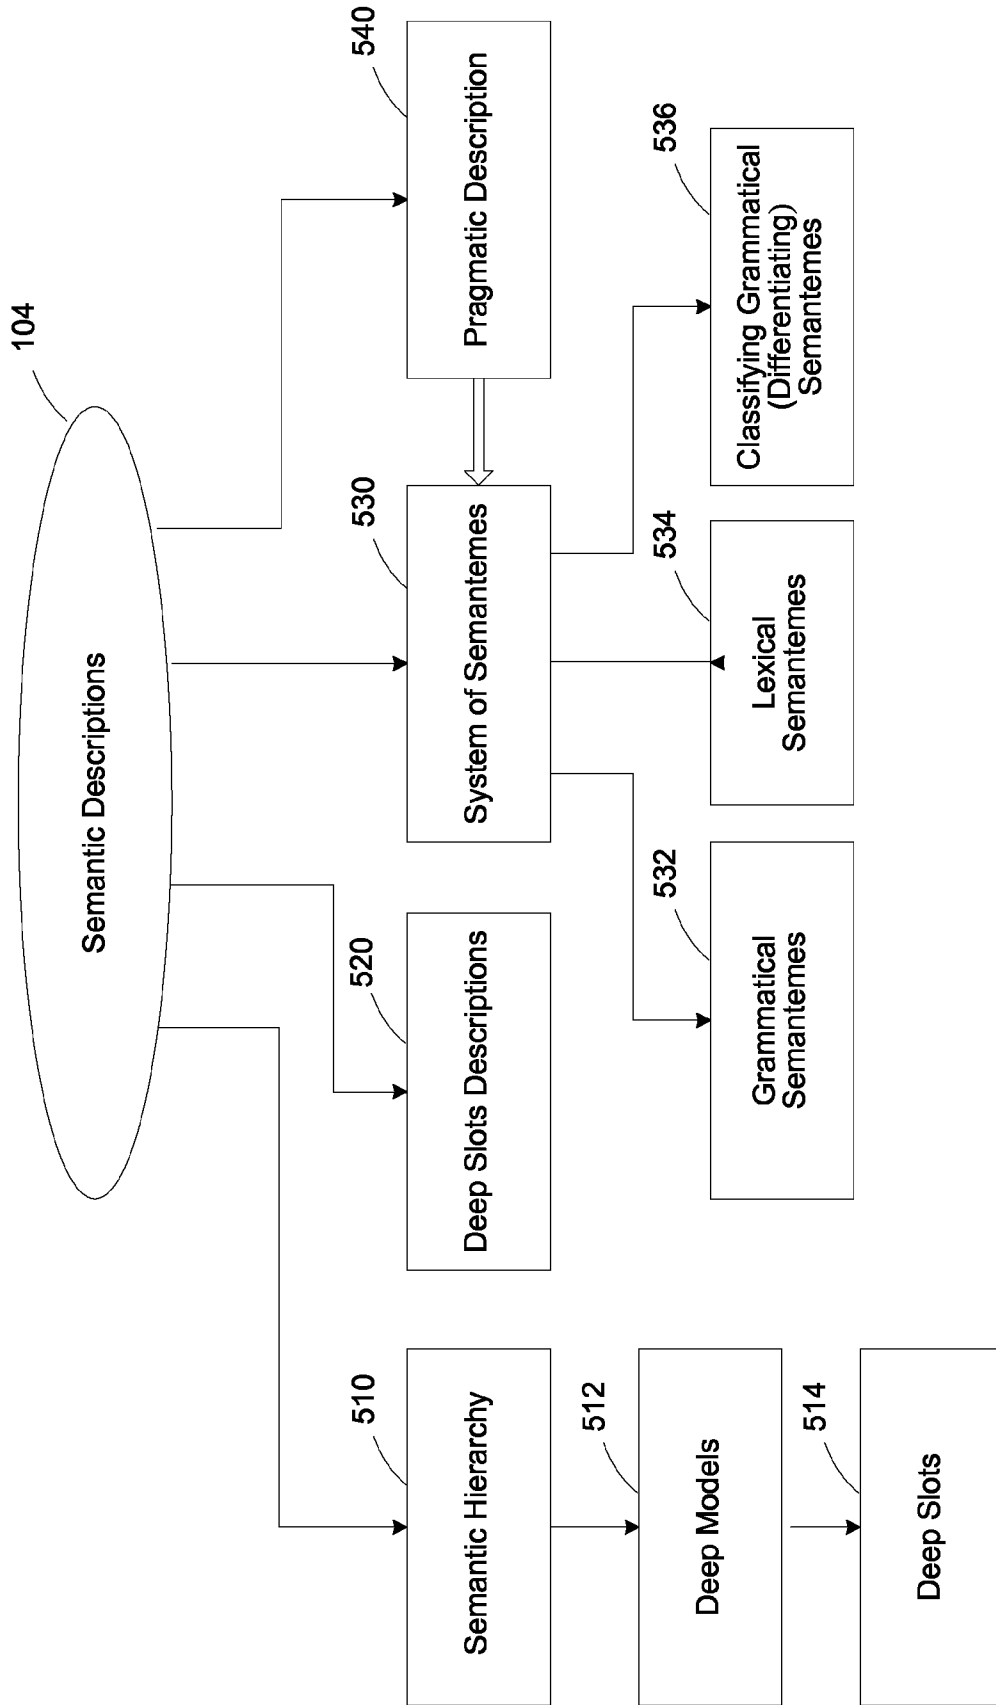 104
Semantic Descriptions
510
Semantic Hierarchy
520
Deep Slots Descriptions
530
System of Semantemes
540
Pragmatic Description
512
Deep Models
532
Grammatical
Semantemes
534
Lexical
Semantemes
536
Classifying Grammatical
(Differentiating)
Semantemes
514
Deep Slots